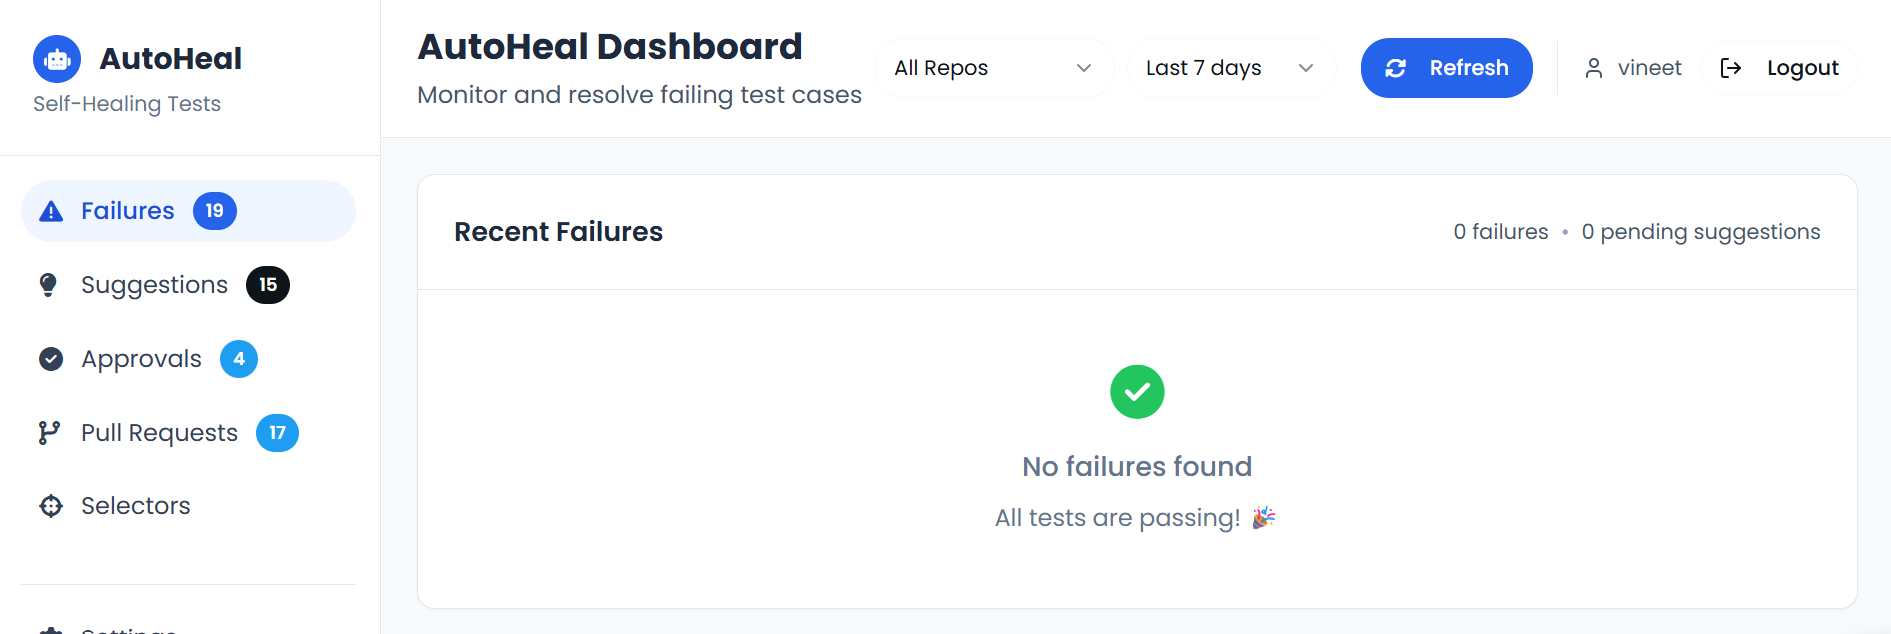 AutoHeal
Self-Healing Tests
Failures 19
Suggestions 15
Approvals 4
Pull Requests 17
Selectors
Settings
AutoHeal Dashboard
Monitor and resolve failing test cases
All Repos
Last 7 days
Refresh
vineet
Logout
Recent Failures
0 failures • 0 pending suggestions
No failures found
All tests are passing! 🎉